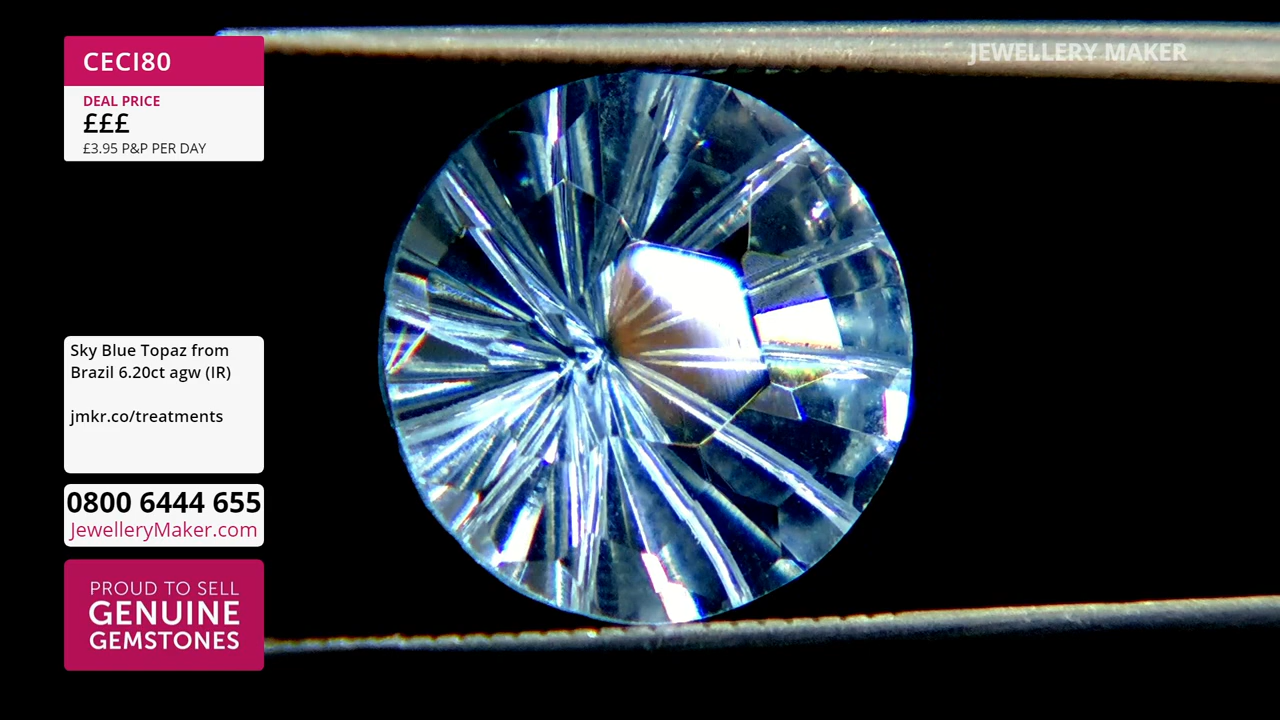 CECI80
DEAL PRICE
£££
£3.95 P&P PER DAY
JEWELLERY MAKER
Sky Blue Topaz from
Brazil 6.20ct agw (IR)
jmkr.co/treatments
0800 6444 655
JewelleryMaker.com
PROUD TO SELL
GENUINE
GEMSTONES